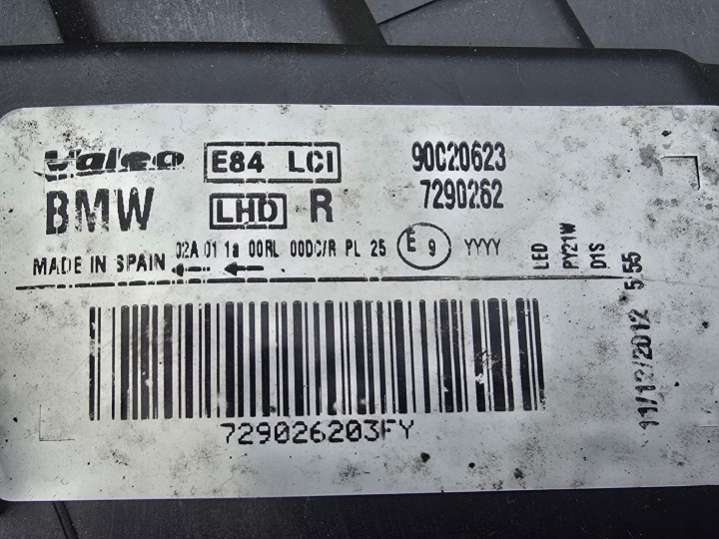 Valeo E84 LCI 90020623
BMW LHD R 7290262
02A 01 1a 00RL 00DC/R PL 25 E 9 YYYY
MADE IN SPAIN
LED
PY21W
D1S
11/12/2012 5 55
729026203FY